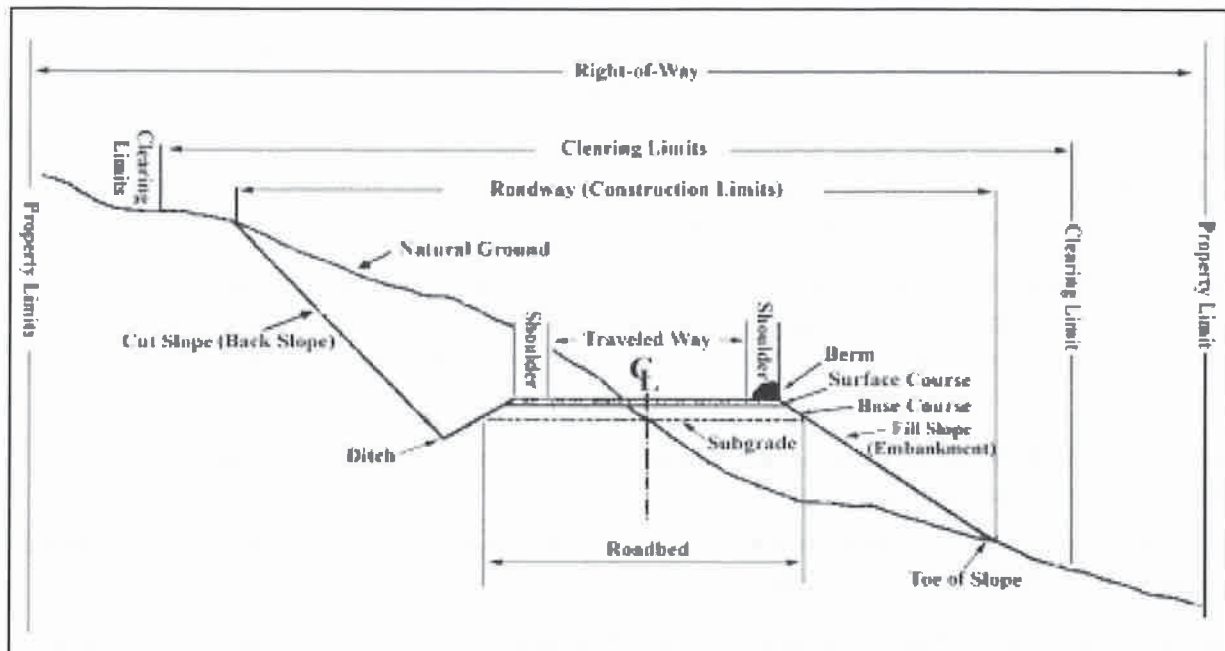 Right-of-Way
Clearing
Limits
Clearing Limits
Roadway (Construction Limits)
Property Limits
Natural Ground
Cut Slope (Back Slope)
Shoulder
Traveled Way
Shoulder
CL
Berm
Surface Course
Base Course
Fill Slope
(Embankment)
Subgrade
Ditch
Roadbed
Toe of Slope
Clearing Limit
Property Limit